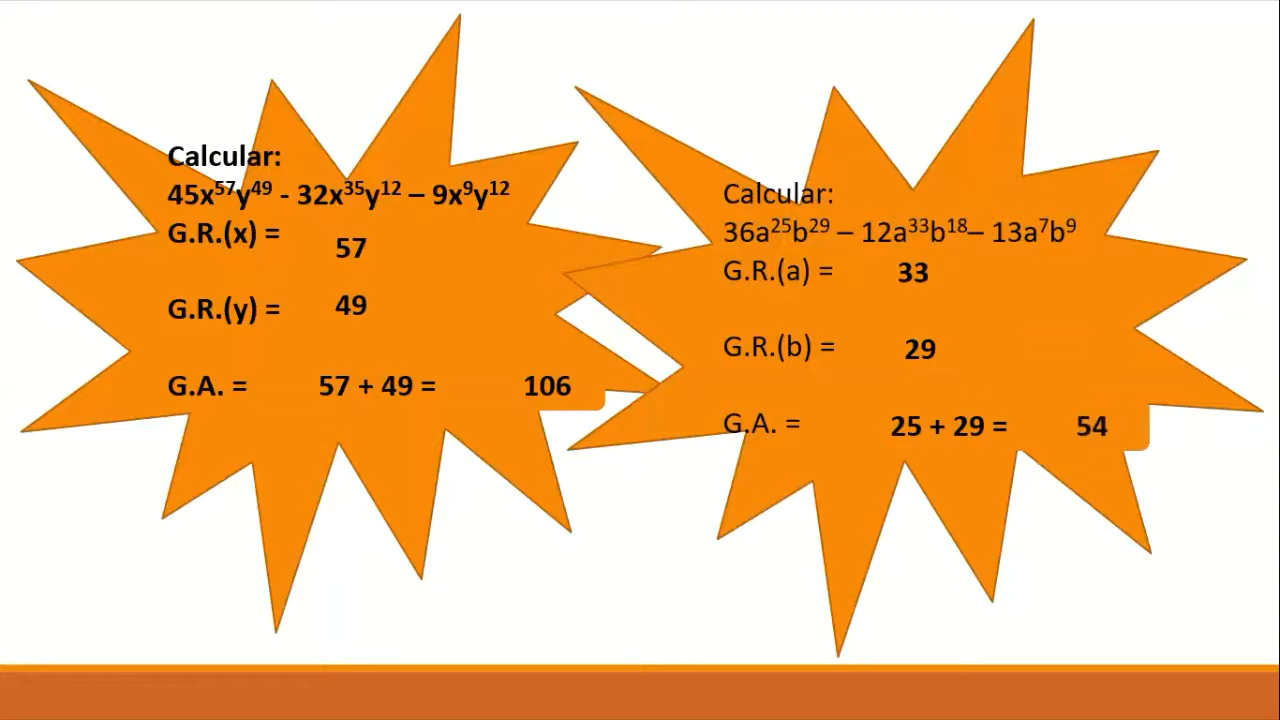 Calcular:
45x⁵⁷y⁴⁹ - 32x³⁵y¹² – 9x⁹y¹²
G.R.(x) = 57
G.R.(y) = 49
G.A. = 57 + 49 = 106
Calcular:
36a²⁵b²⁹ – 12a³³b¹⁸– 13a⁷b⁹
G.R.(a) = 33
G.R.(b) = 29
G.A. = 25 + 29 = 54